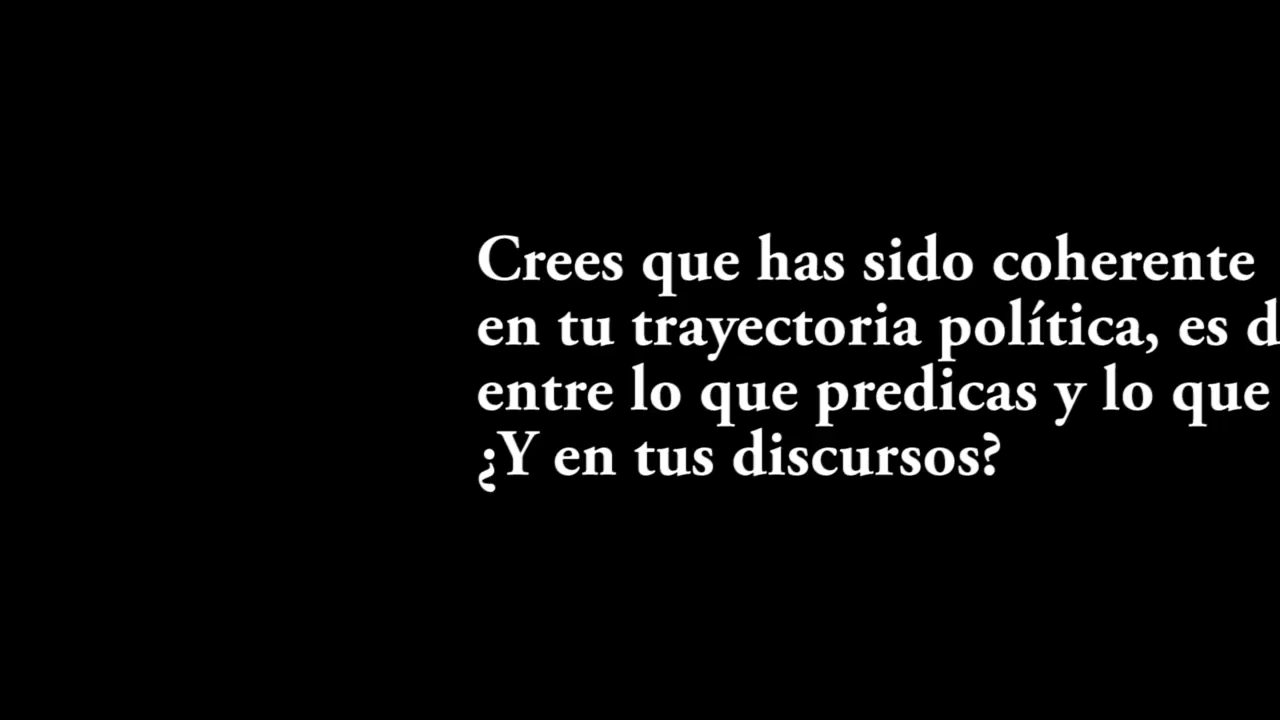 Crees que has sido coherente
en tu trayectoria política, es
entre lo que predicas y lo que
¿Y en tus discursos?